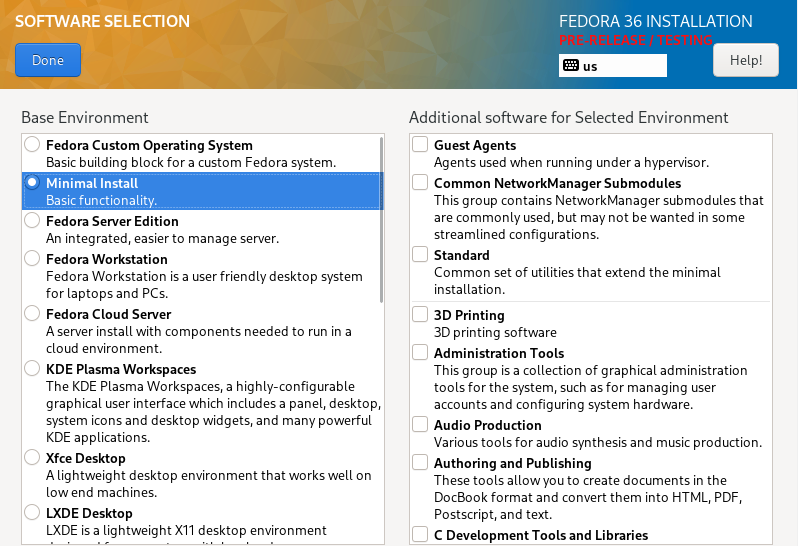 SOFTWARE SELECTION
FEDORA 36 INSTALLATION
PRE-RELEASE / TESTING
Done
us
Help!
Base Environment
Fedora Custom Operating System
Basic building block for a custom Fedora system.
Minimal Install
Basic functionality.
Fedora Server Edition
An integrated, easier to manage server.
Fedora Workstation
Fedora Workstation is a user friendly desktop system
for laptops and PCs.
Fedora Cloud Server
A server install with components needed to run in a
cloud environment.
KDE Plasma Workspaces
The KDE Plasma Workspaces, a highly-configurable
graphical user interface which includes a panel, desktop,
system icons and desktop widgets, and many powerful
KDE applications.
Xfce Desktop
A lightweight desktop environment that works well on
low end machines.
LXDE Desktop
LXDE is a lightweight X11 desktop environment
Additional software for Selected Environment
Guest Agents
Agents used when running under a hypervisor.
Common NetworkManager Submodules
This group contains NetworkManager submodules that
are commonly used, but may not be wanted in some
streamlined configurations.
Standard
Common set of utilities that extend the minimal
installation.
3D Printing
3D printing software
Administration Tools
This group is a collection of graphical administration
tools for the system, such as for managing user
accounts and configuring system hardware.
Audio Production
Various tools for audio synthesis and music production.
Authoring and Publishing
These tools allow you to create documents in the
DocBook format and convert them into HTML, PDF,
Postscript, and text.
C Development Tools and Libraries